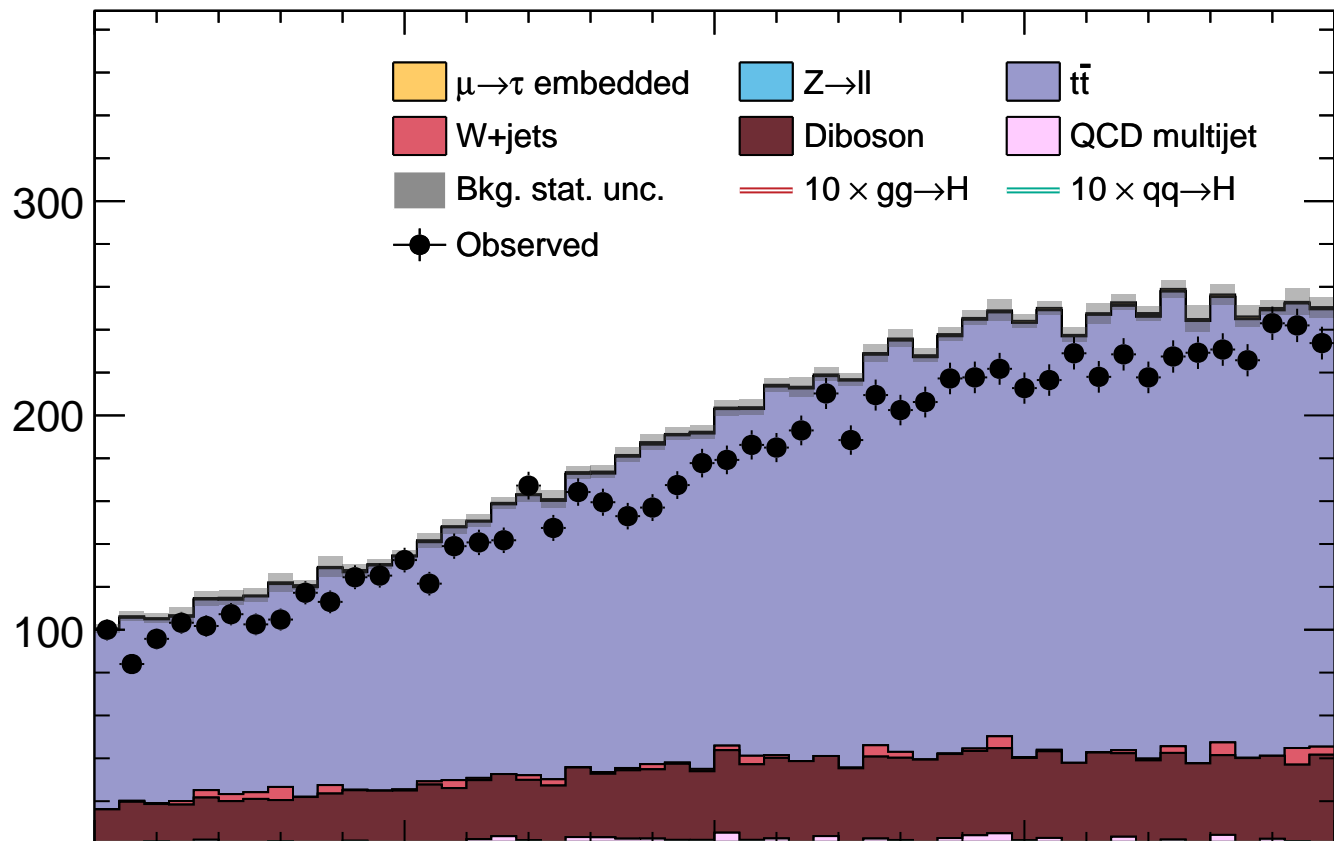 μ→τ embedded Z→ll tt̄
W+jets Diboson QCD multijet
Bkg. stat. unc. 10 × gg→H 10 × qq→H
Observed
300
200
100